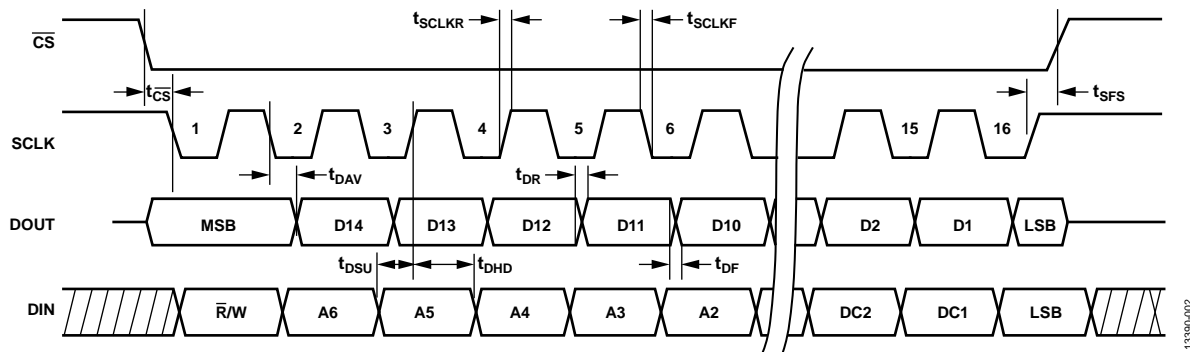 tSCLKR
tSCLKF
CS
tCS
tSFS
SCLK
1
2
3
4
5
6
15
16
tDAV
tDR
DOUT
MSB
D14
D13
D12
D11
D10
D2
D1
LSB
tDSU
tDHD
tDF
DIN
R/W
A6
A5
A4
A3
A2
DC2
DC1
LSB
13390-002